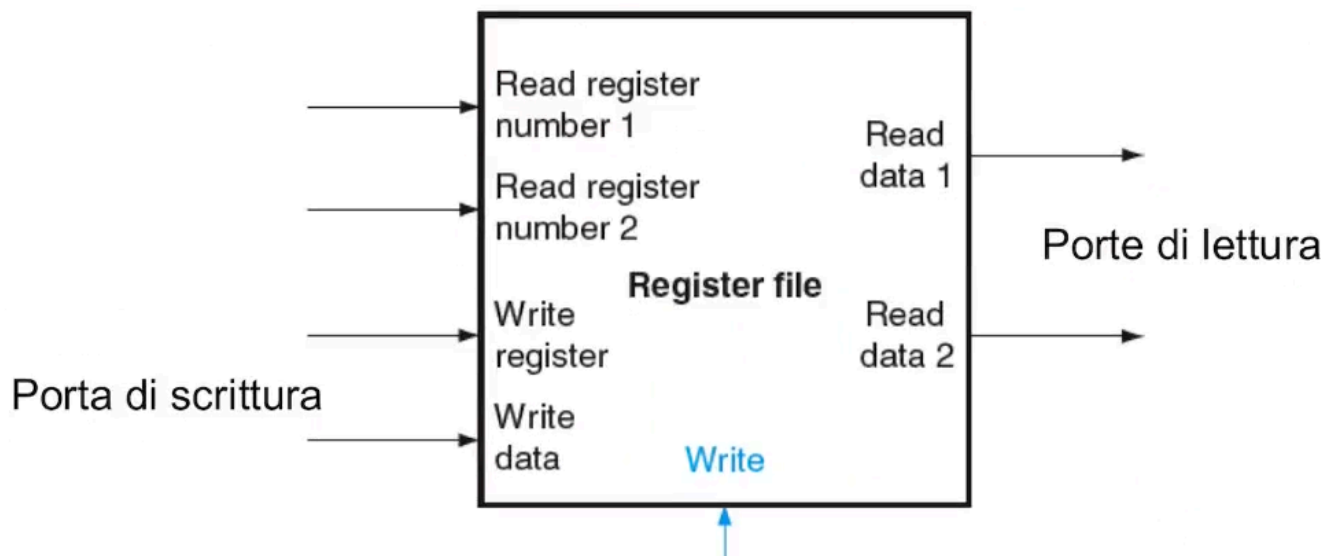 Read register
number 1
Read register
number 2
Read
data 1
Porte di lettura
Register file
Write
register
Read
data 2
Porta di scrittura
Write
data
Write